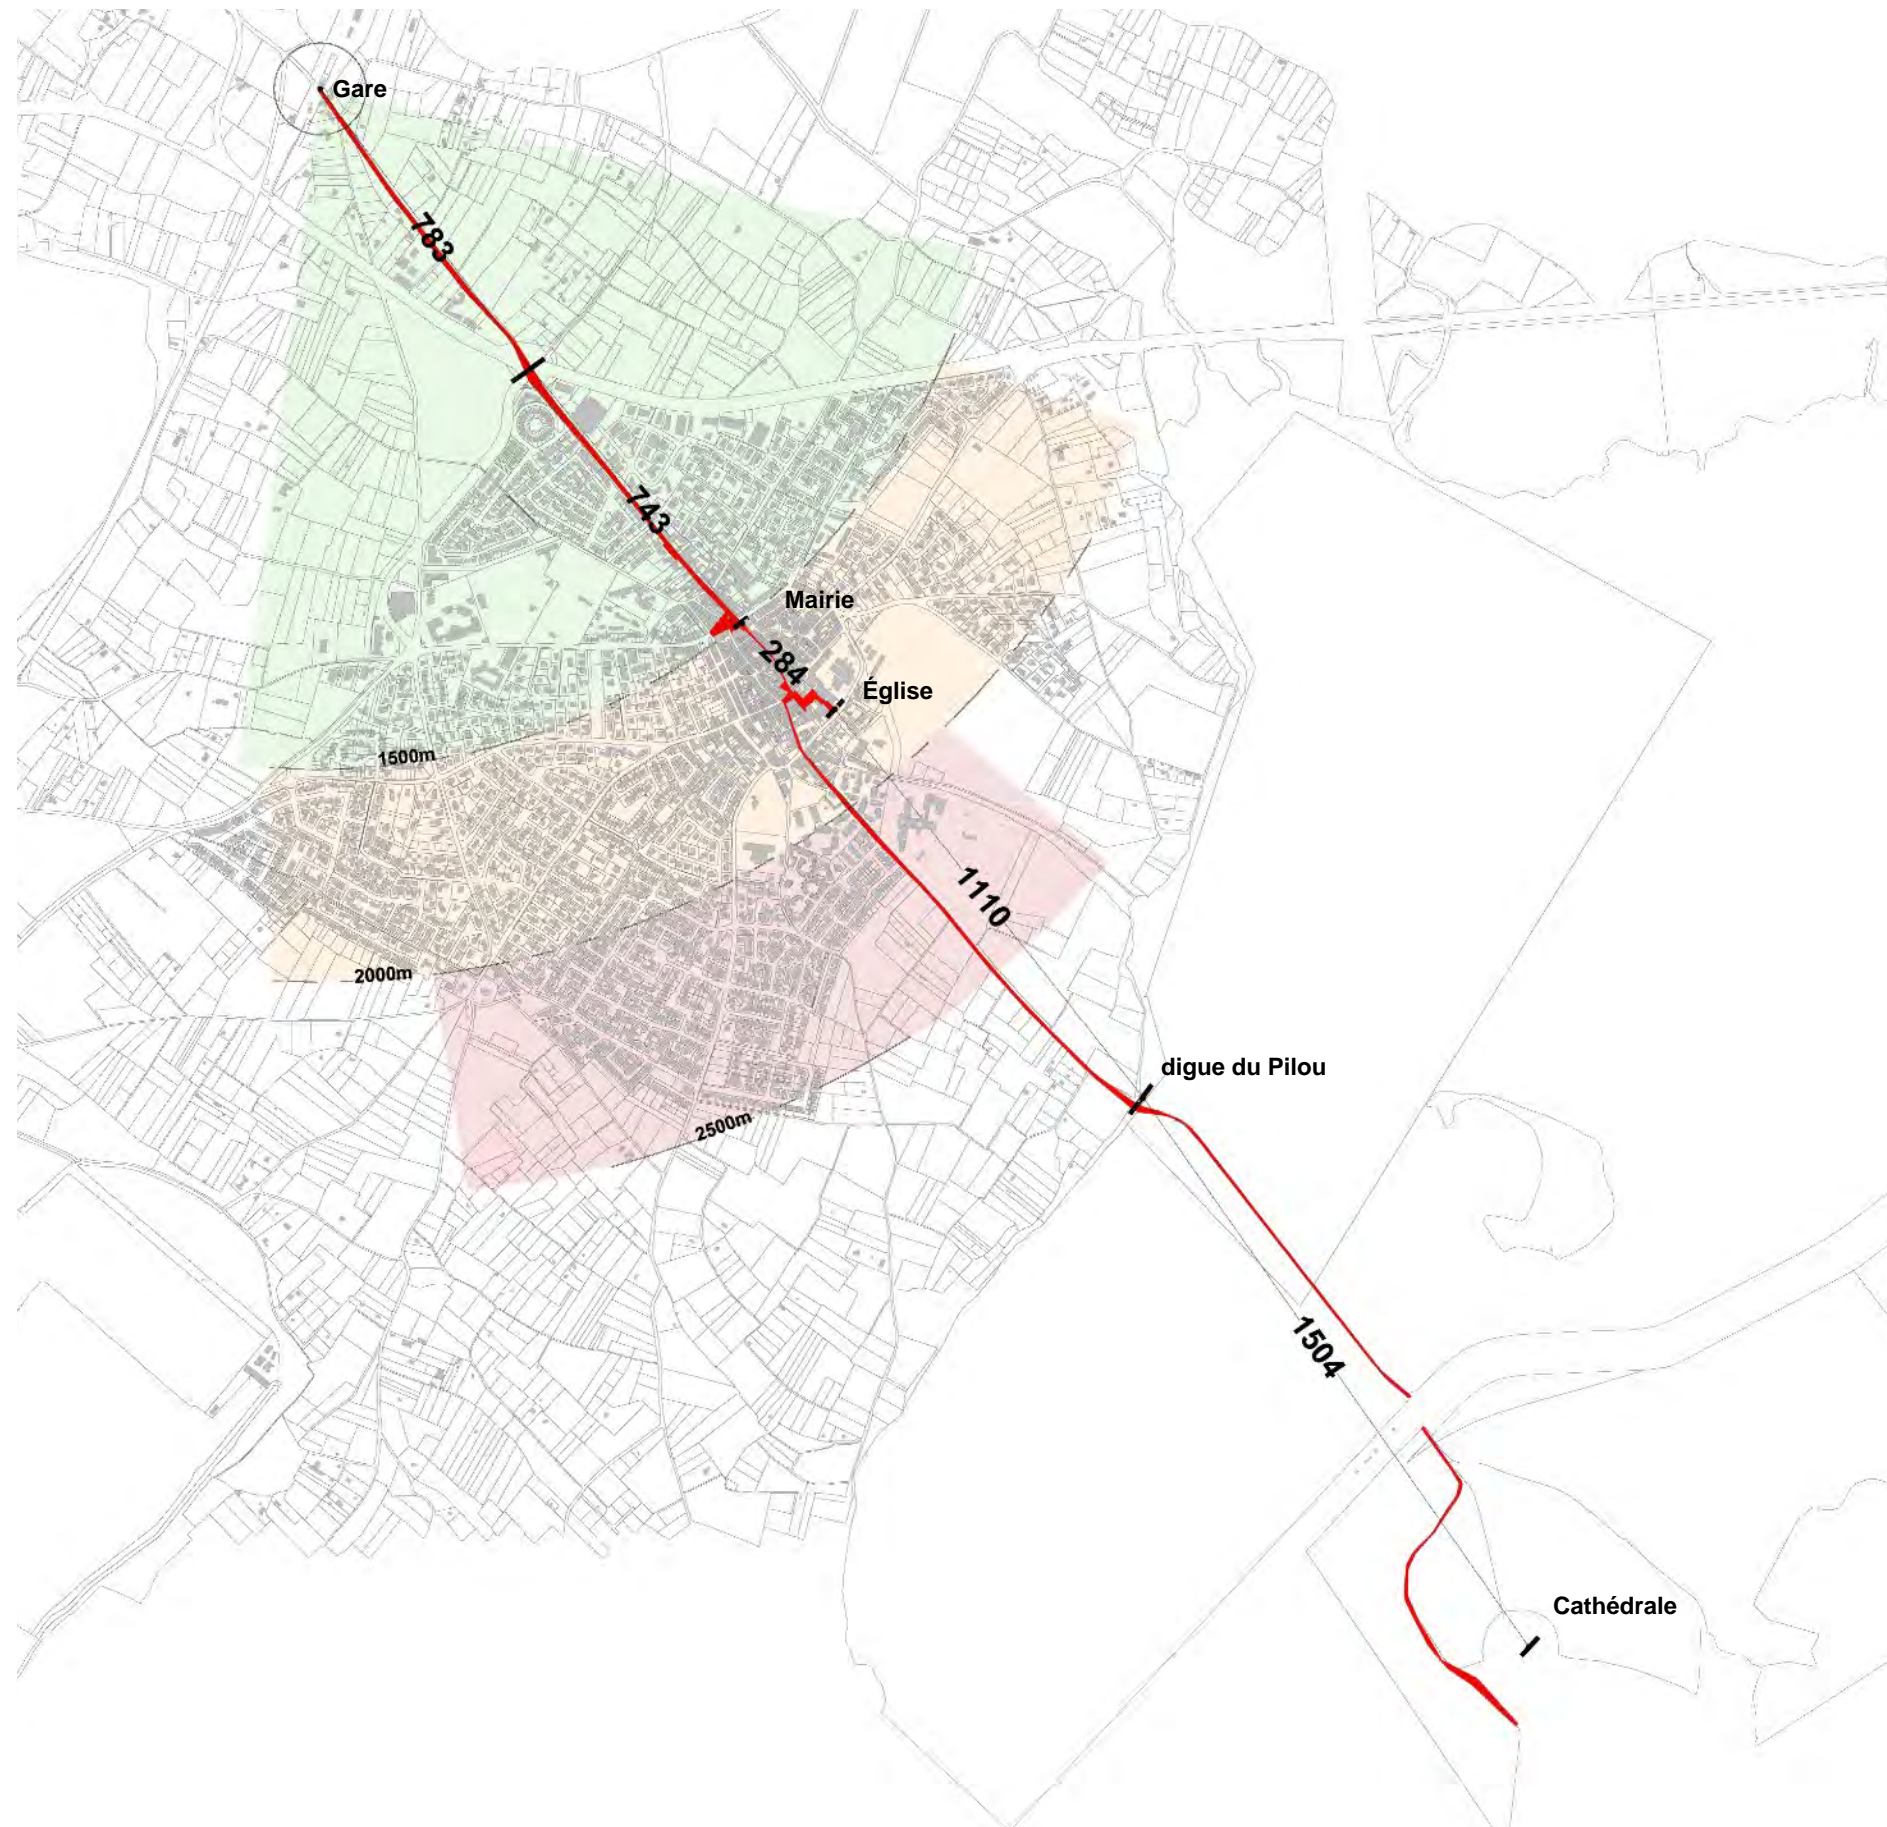 Gare
783
743
Mairie
284
Église
1500m
1110
2000m
digue du Pilou
2500m
1504
Cathédrale